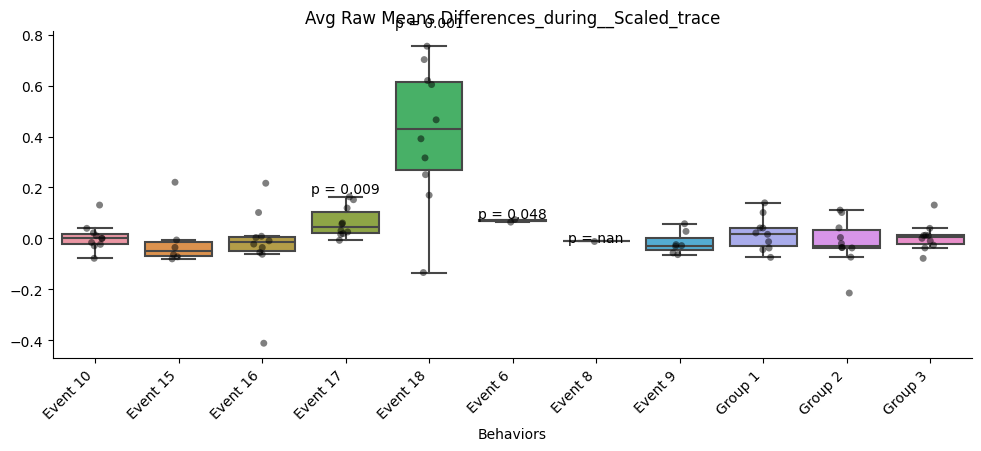 Avg Raw Means Differences_during__Scaled_trace
p = 0.001
p = 0.009
p = 0.048
p = nan
0.8
0.6
0.4
0.2
0.0
−0.2
−0.4
Event 10
Event 15
Event 16
Event 17
Event 18
Event 6
Event 8
Event 9
Group 1
Group 2
Group 3
Behaviors